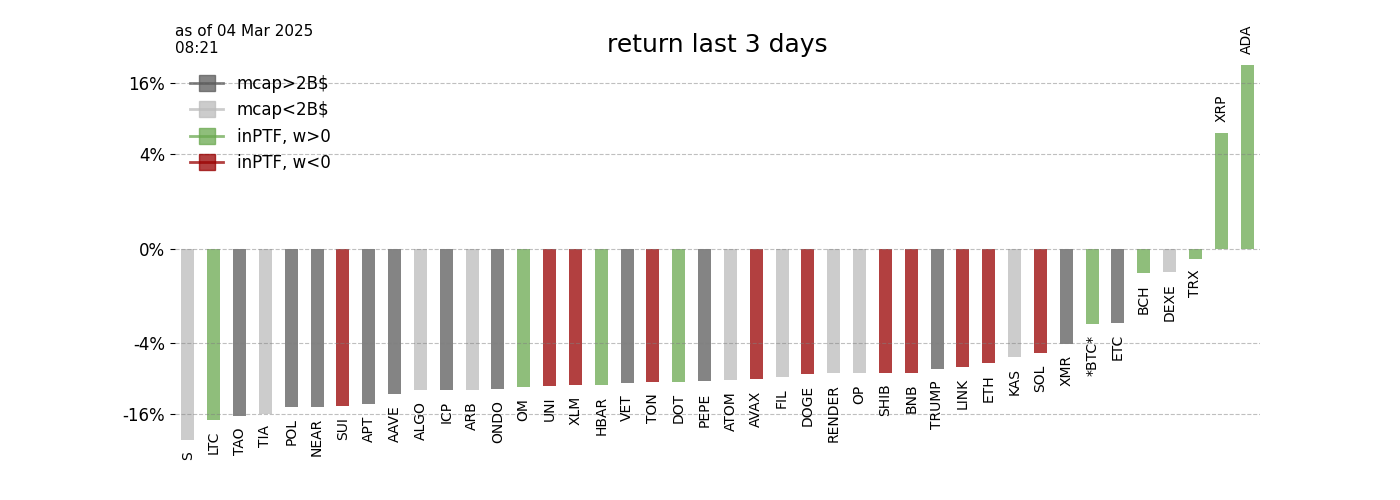 as of 04 Mar 2025
08:21
return last 3 days
mcap>2B$
mcap<2B$
inPTF, w>0
inPTF, w<0
16%
4%
0%
-4%
-16%
S
LTC
TAO
TIA
POL
NEAR
SUI
APT
AAVE
ALGO
ICP
ARB
ONDO
OM
UNI
XLM
HBAR
VET
TON
DOT
PEPE
ATOM
AVAX
FIL
DOGE
RENDER
OP
SHIB
BNB
TRUMP
LINK
ETH
KAS
SOL
XMR
*BTC*
ETC
BCH
DEXE
TRX
XRP
ADA